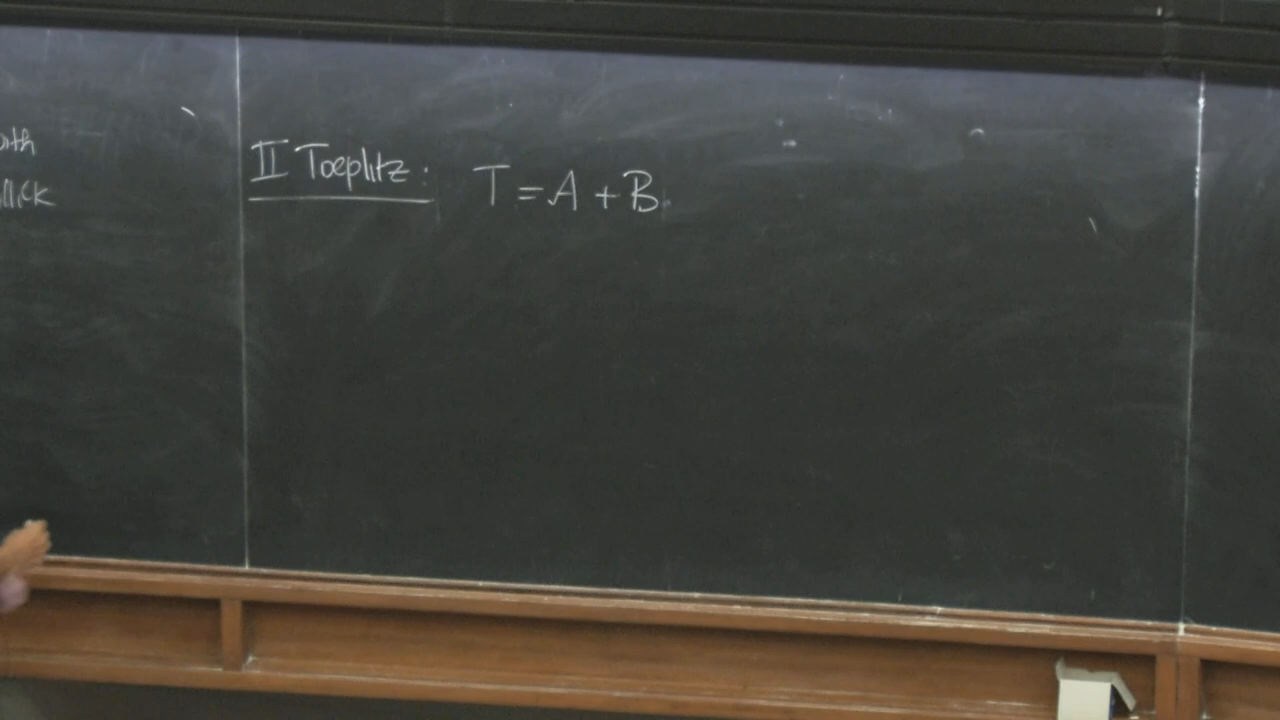 II Toeplitz: T = A + B